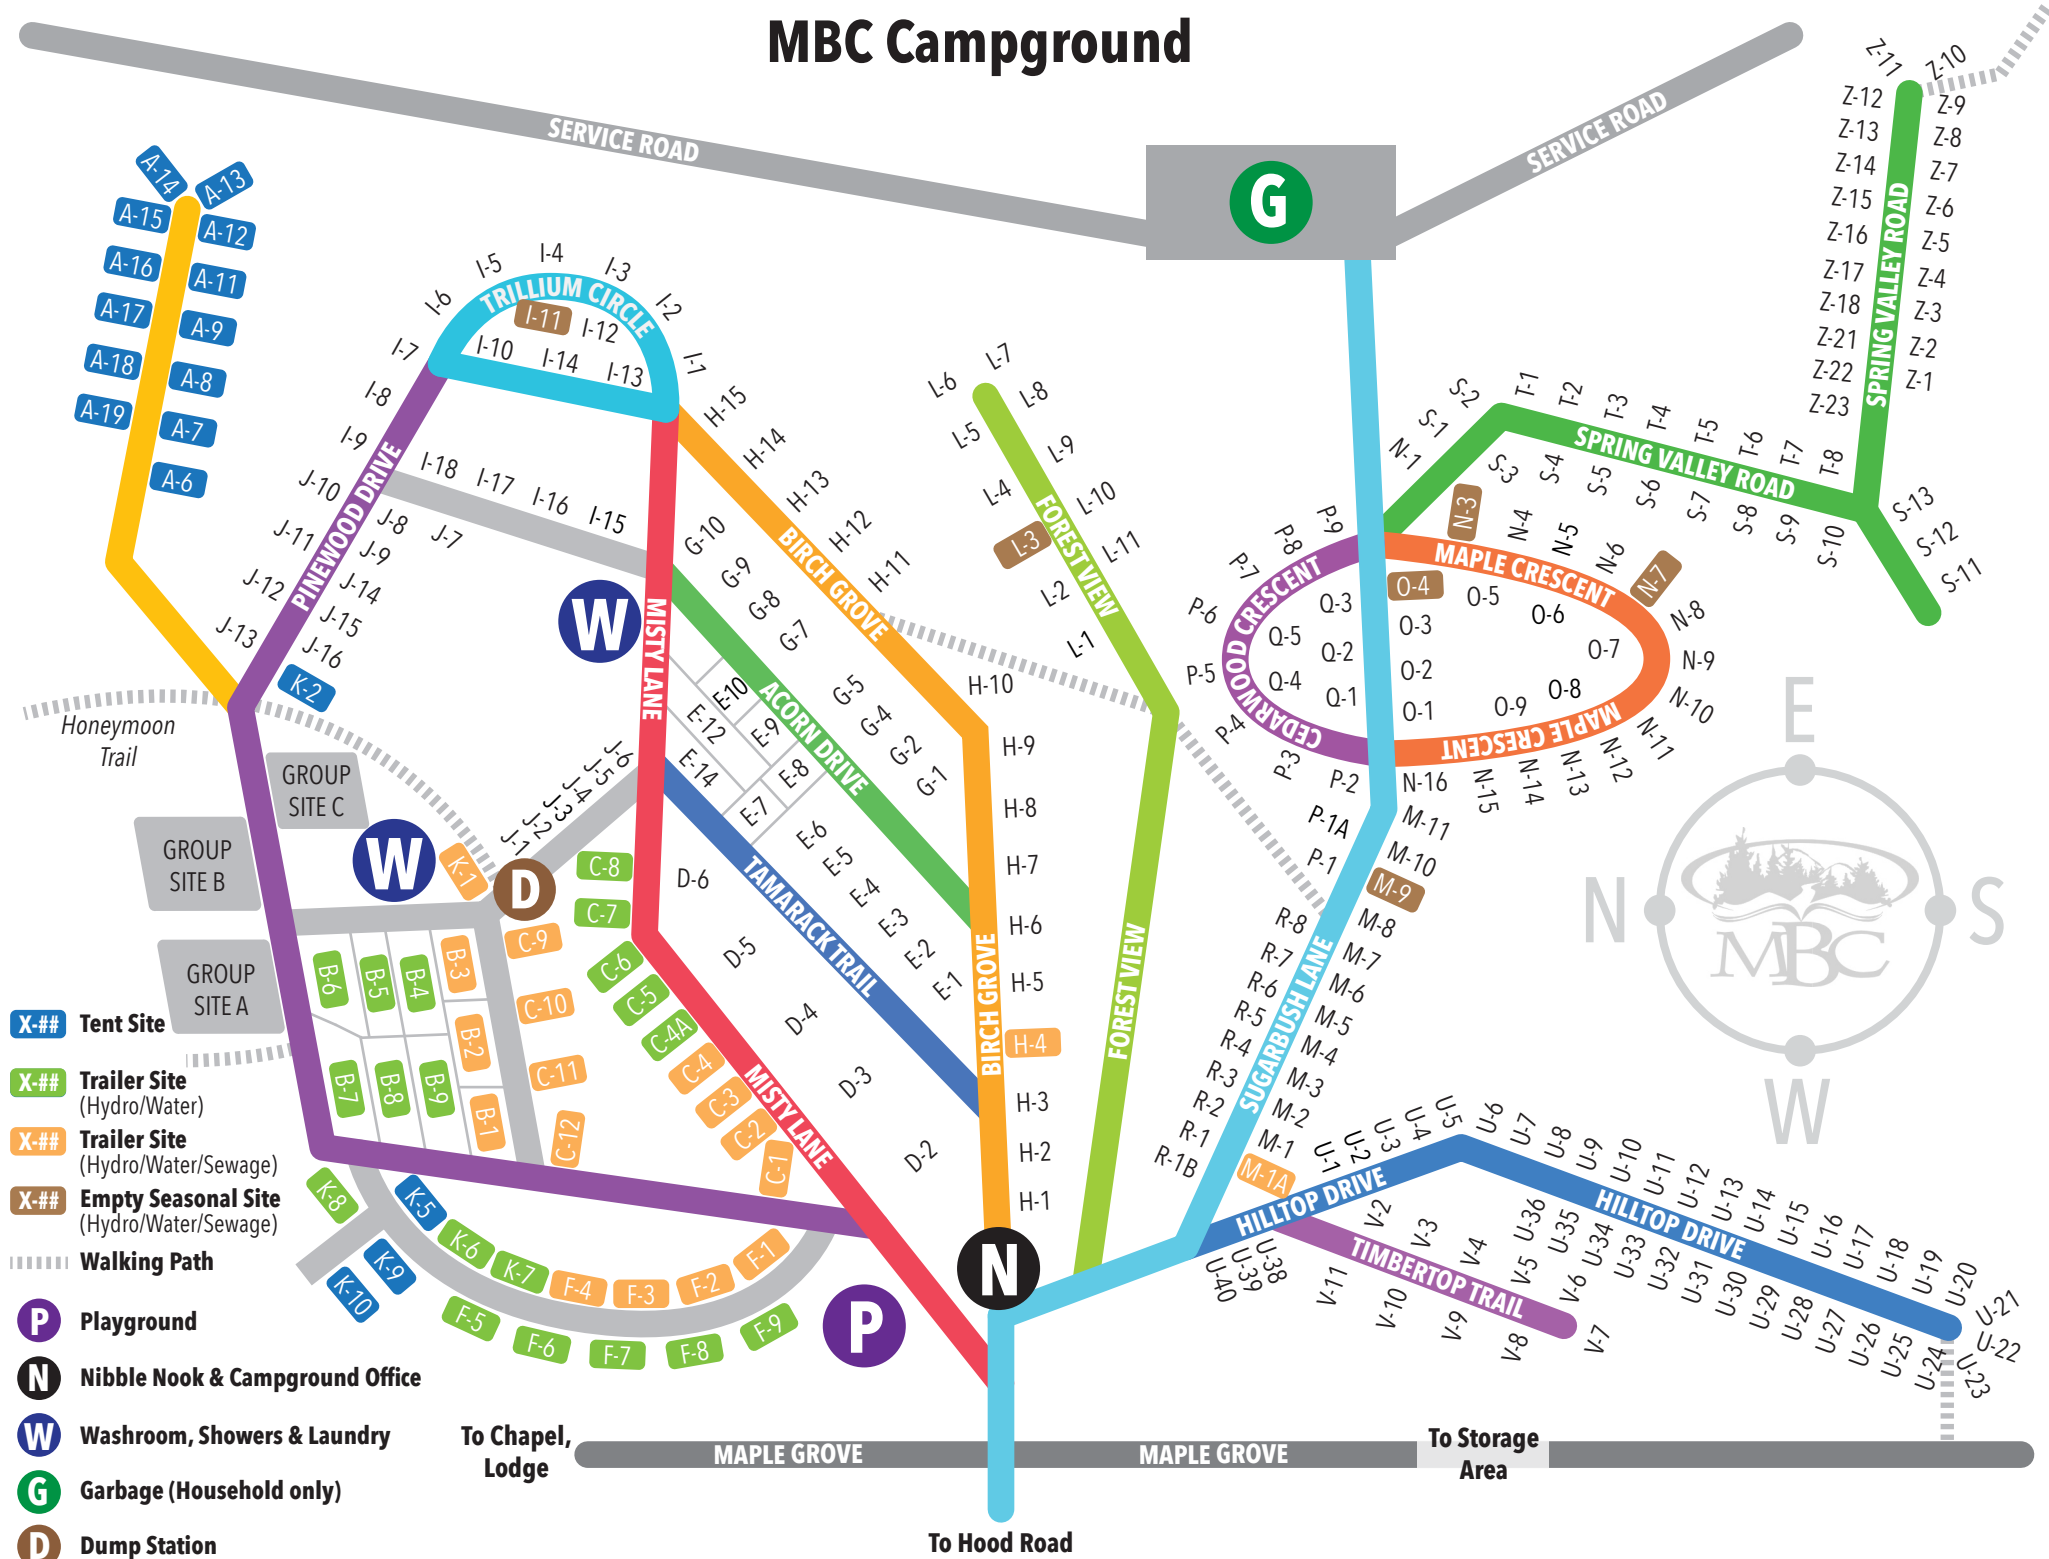 MBC Campground
SERVICE ROAD
SERVICE ROAD
G
A-14
A-13
A-15
A-12
A-16
A-11
A-17
A-9
A-18
A-8
A-19
A-7
A-6
I-5
I-4
I-3
I-6
I-2
TRILLIUM CIRCLE
I-11
I-12
I-7
I-10
I-14
I-13
I-1
I-8
I-9
I-18
I-17
I-16
I-15
PINEWOOD DRIVE
J-10
J-11
J-12
J-13
J-8
J-7
J-9
J-14
J-15
J-16
K-2
Honeymoon
Trail
GROUP
SITE C
GROUP
SITE B
GROUP
SITE A
W
W
D
K-1
J-6
J-5
J-4
J-3
J-2
J-1
MISTY LANE
H-15
H-14
H-13
H-12
H-11
BIRCH GROVE
G-10
G-9
G-8
G-7
G-5
G-4
G-2
G-1
ACORN DRIVE
E10
E-12
E-9
E-14
E-8
E-7
E-6
E-5
E-4
E-3
E-2
E-1
TAMARACK TRAIL
H-10
H-9
H-8
H-7
H-6
H-5
H-4
H-3
H-2
H-1
BIRCH GROVE
D-6
D-5
D-4
D-3
D-2
C-8
C-7
C-6
C-5
C-4A
C-4
C-3
C-2
C-1
MISTY LANE
C-9
C-10
C-11
C-12
B-6
B-5
B-4
B-3
B-2
B-7
B-8
B-9
B-1
K-8
K-5
K-6
K-7
K-9
K-10
F-4
F-3
F-2
F-1
F-5
F-6
F-7
F-8
F-9
P
N
L-7
L-6
L-8
L-5
L-9
L-4
L-10
L-3
L-11
L-2
L-1
FOREST VIEW
FOREST VIEW
Z-11
Z-10
Z-12
Z-9
Z-13
Z-8
Z-14
Z-7
Z-15
Z-6
Z-16
Z-5
Z-17
Z-4
Z-18
Z-3
Z-21
Z-2
Z-22
Z-1
Z-23
SPRING VALLEY ROAD
S-2
S-1
N-1
T-1
T-2
T-3
T-4
T-5
T-6
T-7
T-8
SPRING VALLEY ROAD
S-3
S-4
S-5
S-6
S-7
S-8
S-9
S-10
S-13
S-12
S-11
N-3
N-4
N-5
N-6
N-7
N-8
N-9
N-10
N-11
N-12
N-13
N-14
N-15
N-16
MAPLE CRESCENT
MAPLE CRESCENT
O-4
O-5
O-6
O-7
O-3
O-2
O-1
O-8
O-9
P-9
P-8
P-7
P-6
P-5
P-4
P-3
P-2
CEDARWOOD CRESCENT
Q-3
Q-5
Q-2
Q-4
Q-1
P-1A
P-1
M-11
M-10
M-9
M-8
M-7
M-6
M-5
M-4
M-3
M-2
M-1
M-1A
SUGARBUSH LANE
R-8
R-7
R-6
R-5
R-4
R-3
R-2
R-1
R-1B
E
N
S
W
MBC
U-1
U-2
U-3
U-4
U-5
U-6
U-7
U-8
U-9
U-10
U-11
U-12
U-13
U-14
U-15
U-16
U-17
U-18
U-19
U-20
U-21
U-22
U-23
U-24
U-25
U-26
U-27
U-28
U-29
U-30
U-31
U-32
U-33
U-34
U-35
U-36
U-38
U-39
U-40
HILLTOP DRIVE
HILLTOP DRIVE
V-2
V-3
V-4
V-5
V-6
V-7
V-8
V-9
V-10
V-11
TIMBERTOP TRAIL
X-## Tent Site
X-## Trailer Site
(Hydro/Water)
X-## Trailer Site
(Hydro/Water/Sewage)
X-## Empty Seasonal Site
(Hydro/Water/Sewage)
Walking Path
P Playground
N Nibble Nook & Campground Office
W Washroom, Showers & Laundry
G Garbage (Household only)
D Dump Station
To Chapel,
Lodge
MAPLE GROVE
MAPLE GROVE
To Storage
Area
To Hood Road